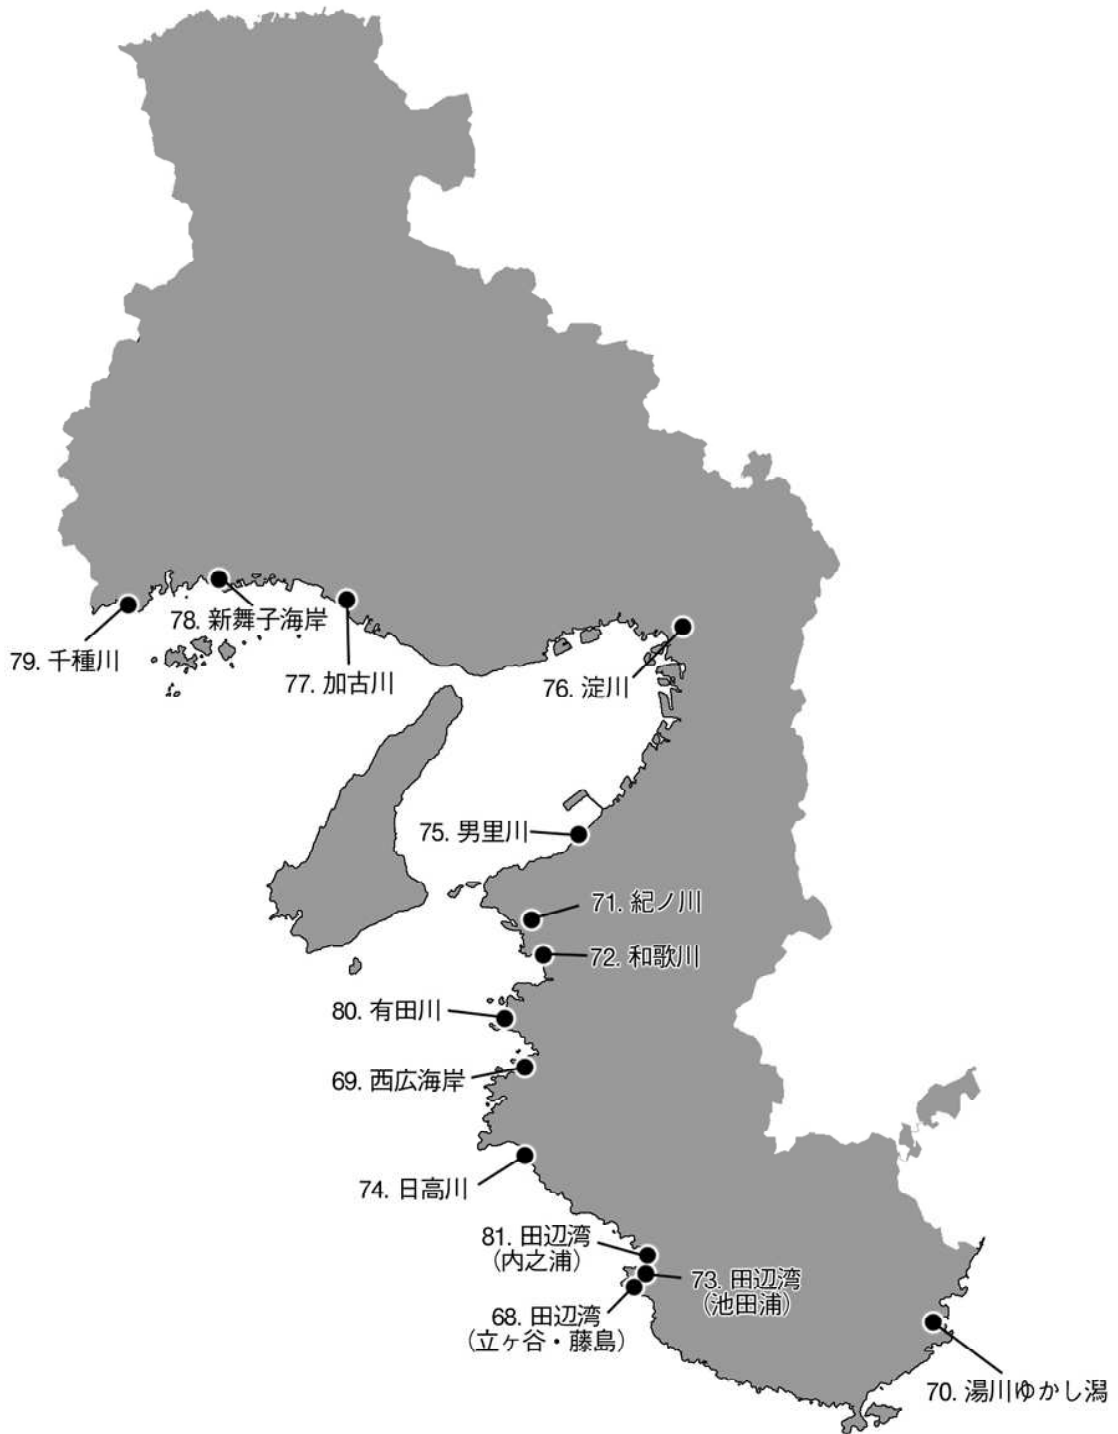 78. 新舞子海岸
79. 千種川
77. 加古川
76. 淀川
75. 男里川
71. 紀ノ川
72. 和歌川
80. 有田川
69. 西広海岸
74. 日高川
81. 田辺湾
(内之浦)
73. 田辺湾
(池田浦)
68. 田辺湾
(立ヶ谷・藤島)
70. 湯川ゆかし潟